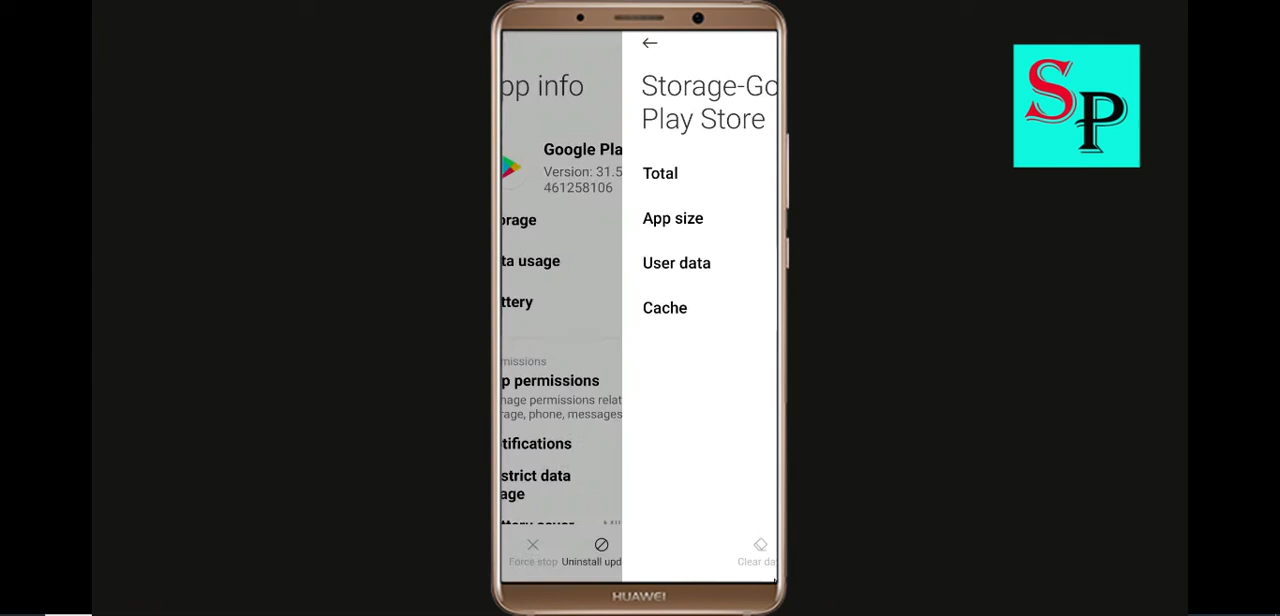 pp info
Google Pla
Version: 31.5
461258106
orage
ta usage
ttery
missions
p permissions
nage permissions relat
rage, phone, messages
tifications
strict data
age
Force stop
Uninstall upd
Storage-Go
Play Store
Total
App size
User data
Cache
Clear da
HUAWEI
SP